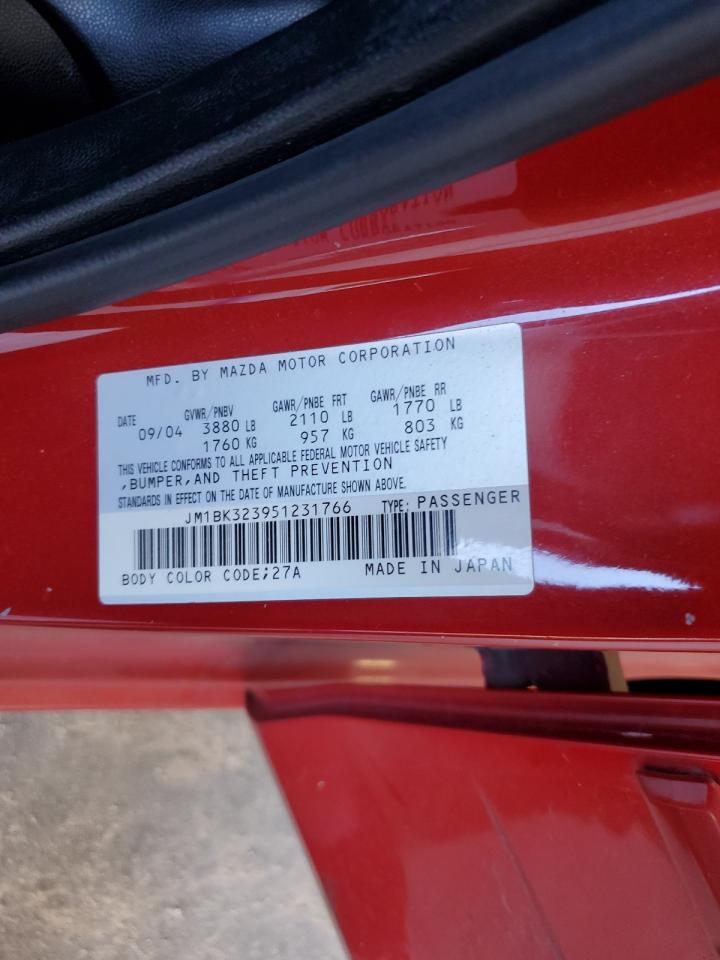 MFD. BY MAZDA MOTOR CORPORATION
DATE GVWR/PNBV GAWR/PNBE FRT GAWR/PNBE RR
09/04 3880 LB 2110 LB 1770 LB
1760 KG 957 KG 803 KG
THIS VEHICLE CONFORMS TO ALL APPLICABLE FEDERAL MOTOR VEHICLE SAFETY
,BUMPER,AND THEFT PREVENTION
STANDARDS IN EFFECT ON THE DATE OF MANUFACTURE SHOWN ABOVE.
JM1BK323951231766 TYPE: PASSENGER
BODY COLOR CODE;27A MADE IN JAPAN